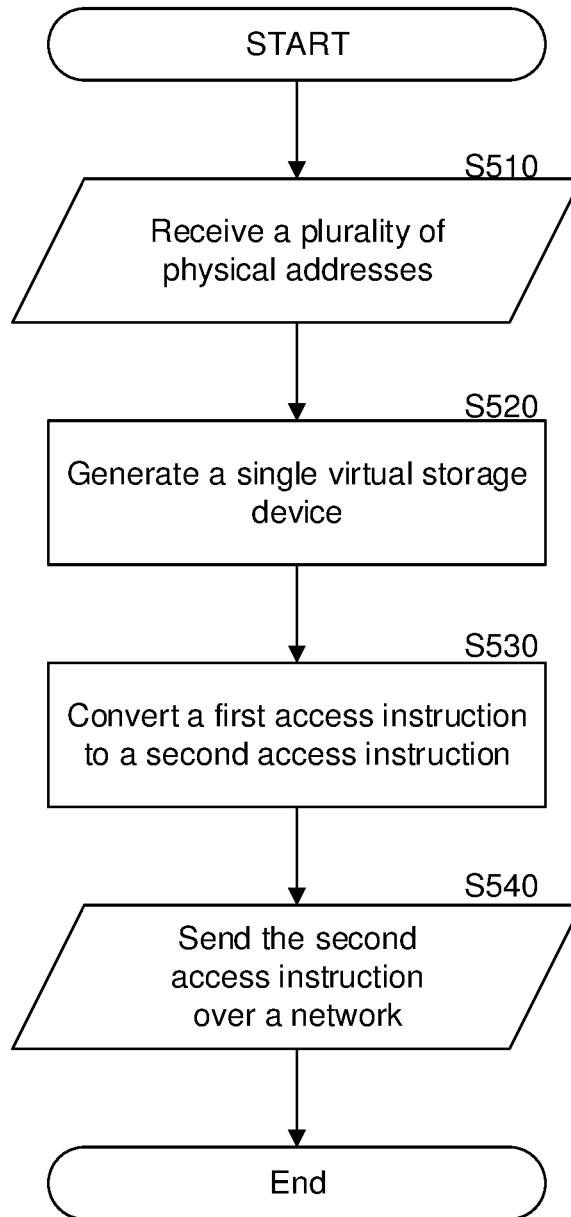 START
S510
Receive a plurality of
physical addresses
S520
Generate a single virtual storage
device
S530
Convert a first access instruction
to a second access instruction
S540
Send the second
access instruction
over a network
End